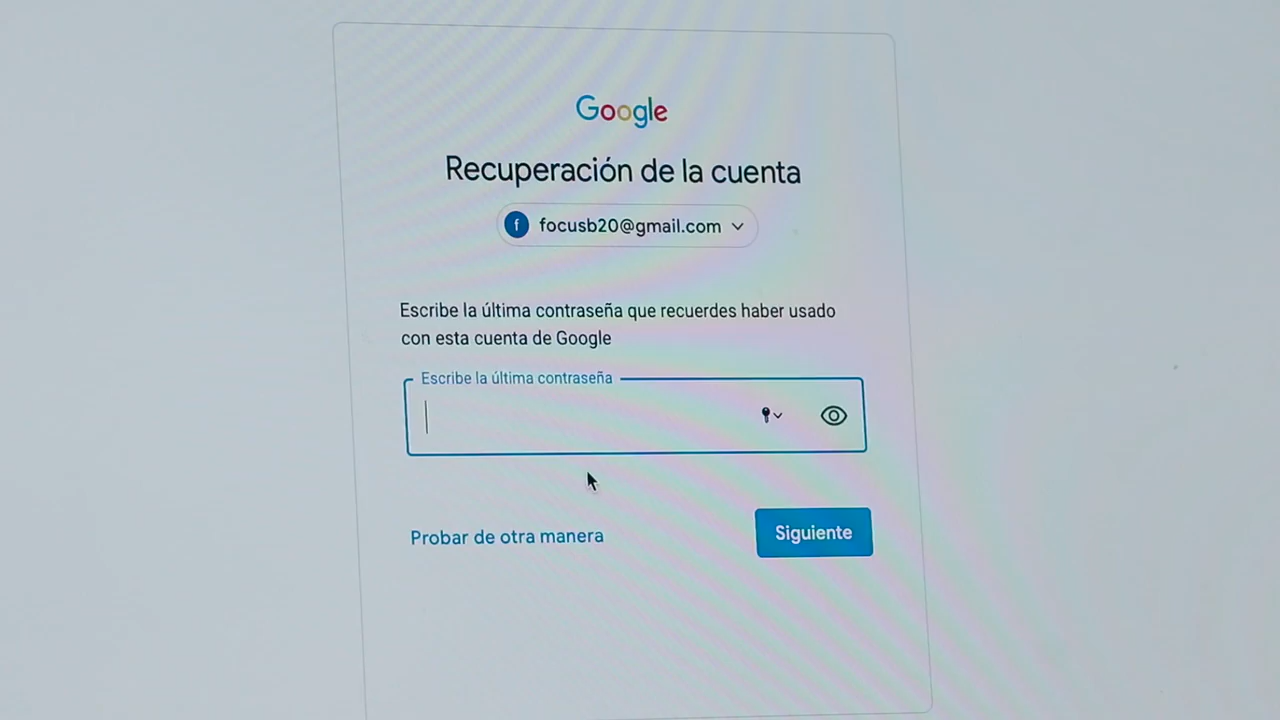 Google
Recuperación de la cuenta
f focusb20@gmail.com
Escribe la última contraseña que recuerdes haber usado
con esta cuenta de Google
Escribe la última contraseña
Probar de otra manera
Siguiente